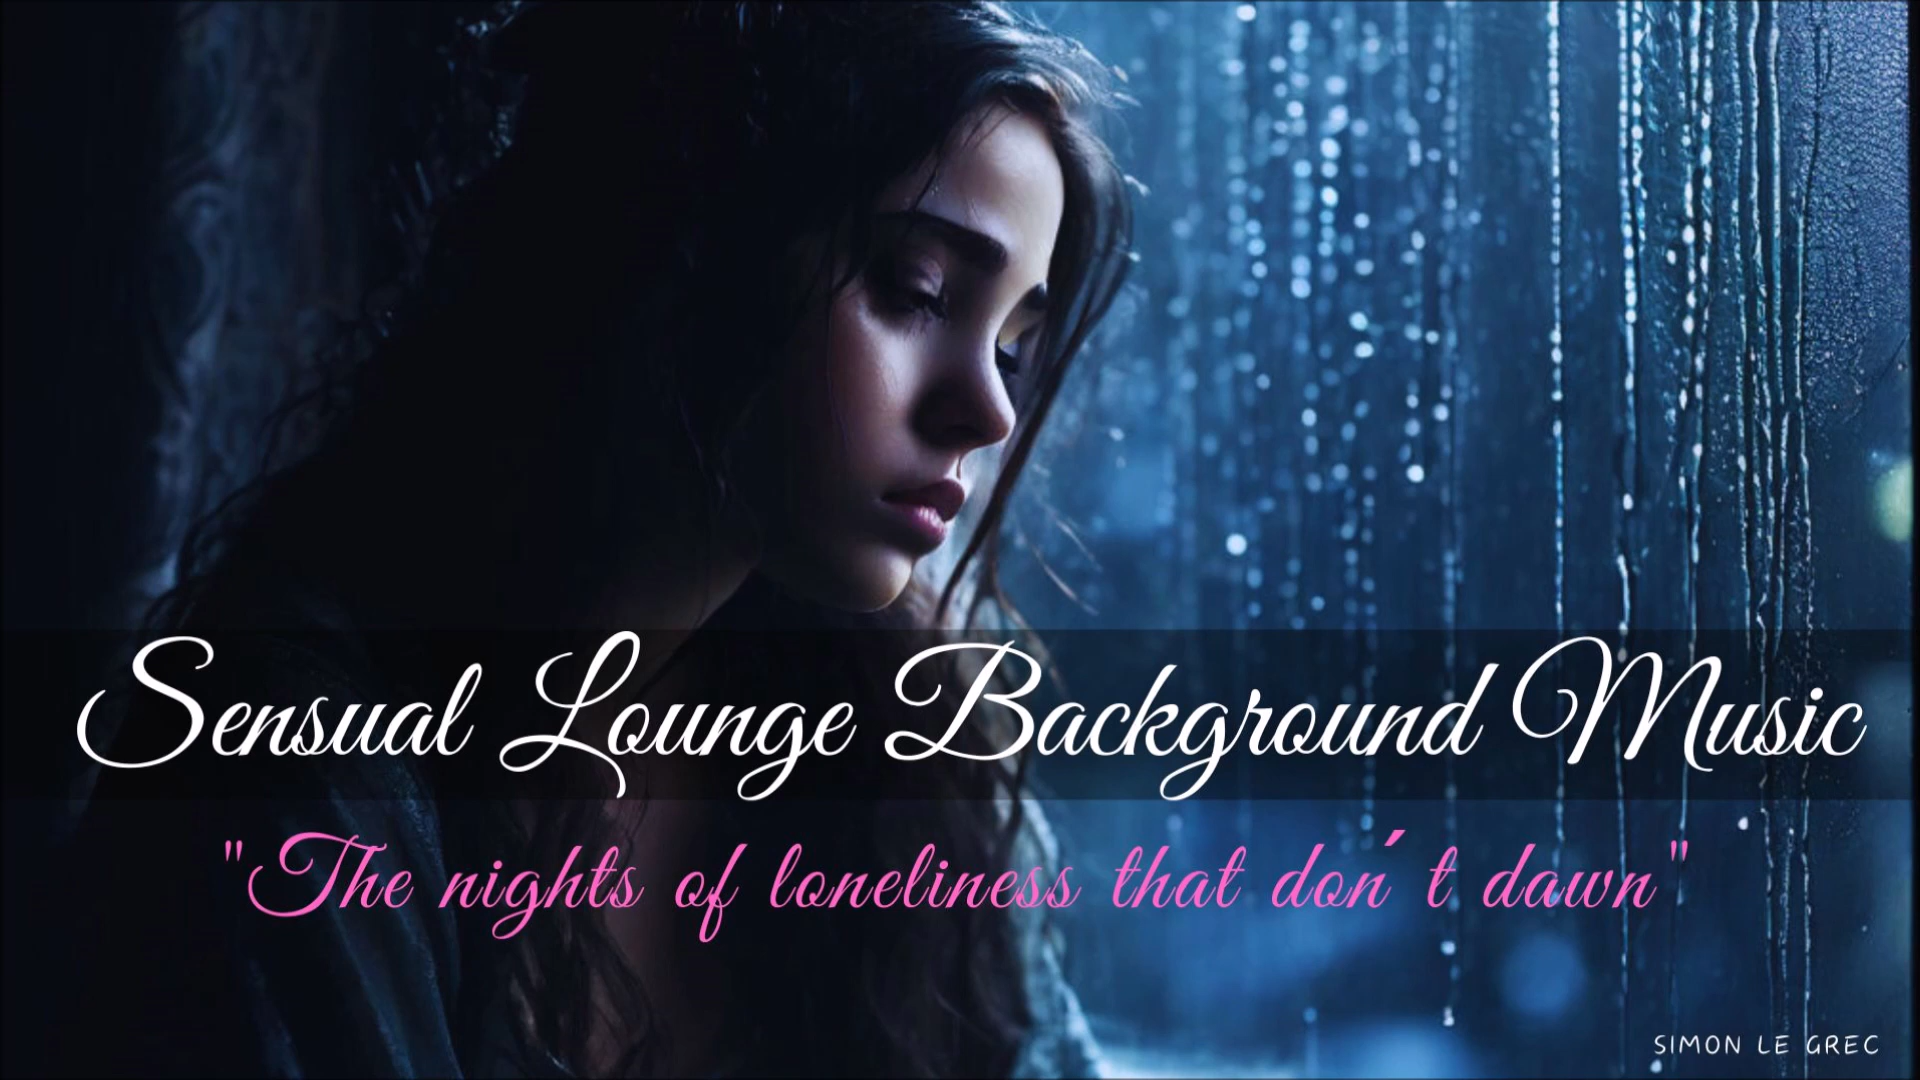 Sensual Lounge Background Music
"The nights of loneliness that don´t dawn"
SIMON LE GREC